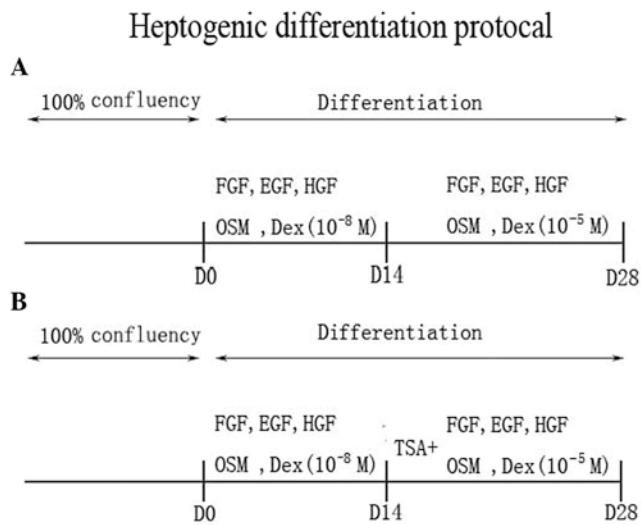 Heptogenic differentiation protocal
A
100% confluency Differentiation
FGF, EGF, HGF FGF, EGF, HGF
OSM , Dex(10⁻⁸ M) OSM , Dex(10⁻⁵ M)
D0 D14 D28
B
100% confluency Differentiation
FGF, EGF, HGF FGF, EGF, HGF
TSA+
OSM , Dex(10⁻⁸ M) OSM , Dex(10⁻⁵ M)
D0 D14 D28